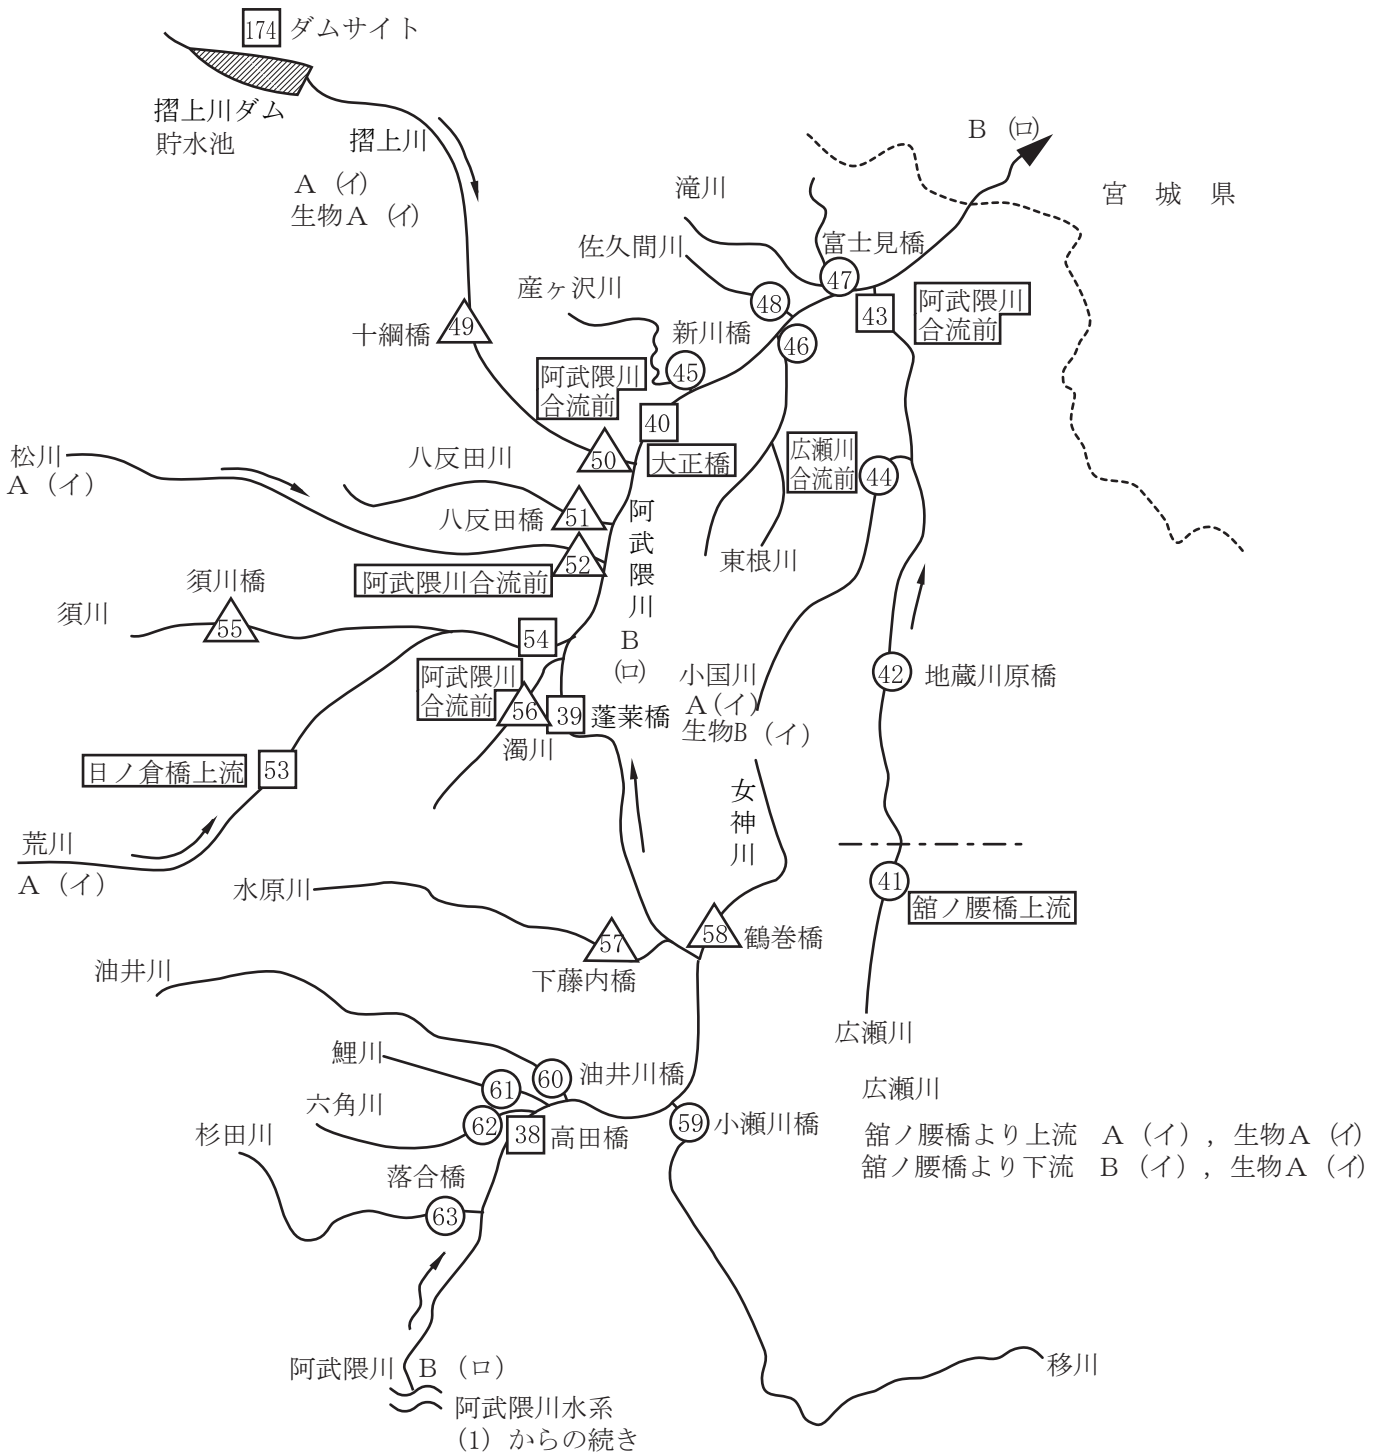 174 ダムサイト
摺上川ダム
貯水池
摺上川
A (イ)
生物A (イ)
B (ロ)
宮 城 県
滝川
佐久間川
富士見橋
産ヶ沢川
47
48
43
阿武隈川
合流前
十綱橋
49
新川橋
46
阿武隈川
合流前
45
40
大正橋
松川
A (イ)
八反田川
50
広瀬川
合流前
44
八反田橋
51
阿武隈川
B
(ロ)
東根川
52
阿武隈川合流前
須川橋
須川
55
54
阿武隈川
合流前
56
39 蓬莱橋
濁川
小国川
A (イ)
生物B (イ)
42 地蔵川原橋
日ノ倉橋上流
53
荒川
A (イ)
女神川
41
舘ノ腰橋上流
水原川
57
下藤内橋
58 鶴巻橋
油井川
広瀬川
鯉川
61
60 油井川橋
六角川
62
38 高田橋
59 小瀬川橋
杉田川
落合橋
63
広瀬川
舘ノ腰橋より上流 A (イ), 生物A (イ)
舘ノ腰橋より下流 B (イ), 生物A (イ)
移川
阿武隈川 B (ロ)
阿武隈川水系
(1) からの続き